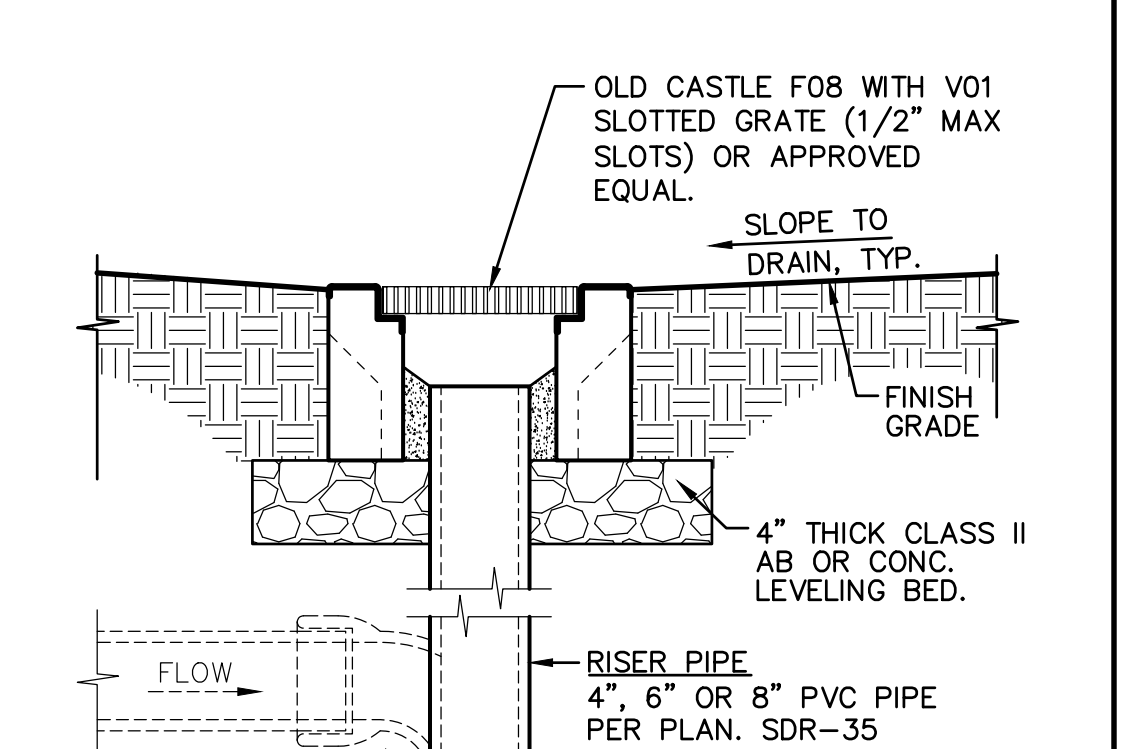 OLD CASTLE F08 WITH V01
SLOTTED GRATE (1/2" MAX
SLOTS) OR APPROVED
EQUAL.
SLOPE TO
DRAIN, TYP.
FINISH
GRADE
4" THICK CLASS II
AB OR CONC.
LEVELING BED.
FLOW
RISER PIPE
4", 6" OR 8" PVC PIPE
PER PLAN. SDR-35